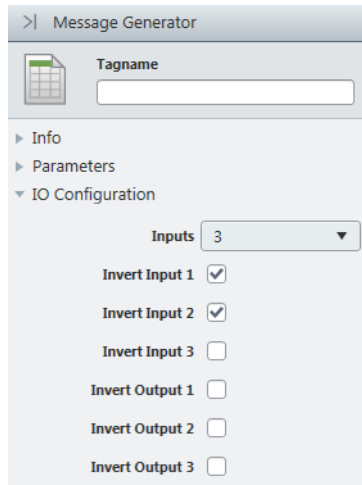 Message Generator
Tagname
Info
Parameters
IO Configuration
Inputs 3
Invert Input 1
Invert Input 2
Invert Input 3
Invert Output 1
Invert Output 2
Invert Output 3